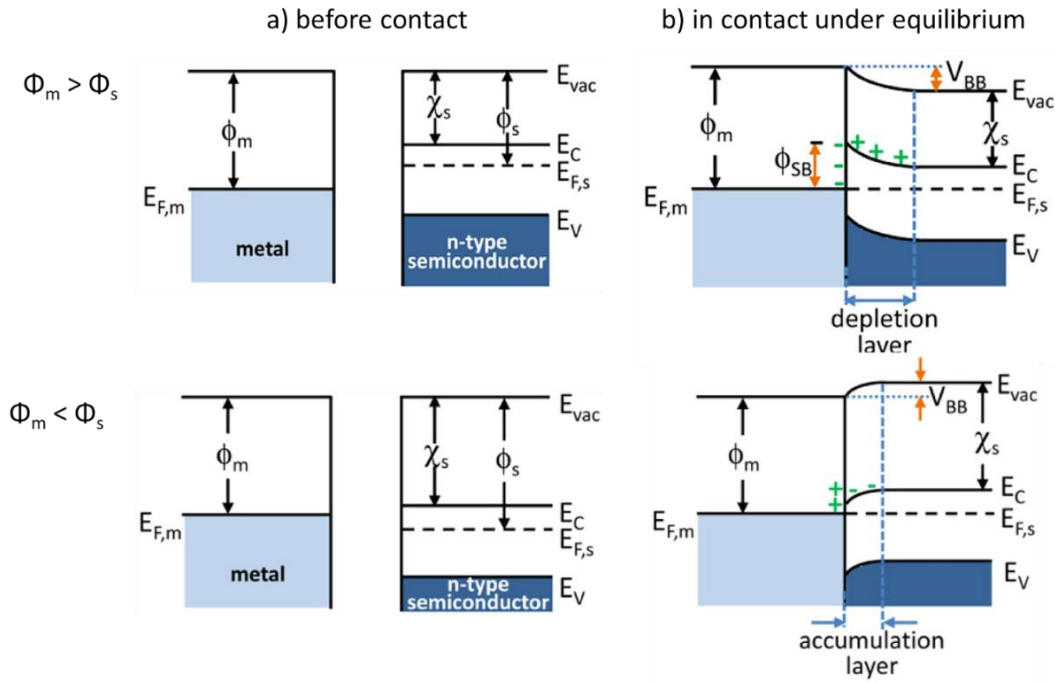 a) before contact
b) in contact under equilibrium
Φm > Φs
ϕm
EF,m
metal
Evac
χs
ϕs
EC
EF,s
EV
n-type
semiconductor
VBB
Evac
ϕm
χs
ϕSB
- + + +
-
-
EC
EF,m
EF,s
EV
depletion
layer
Φm < Φs
ϕm
EF,m
metal
Evac
χs
ϕs
EC
EF,s
EV
n-type
semiconductor
Evac
VBB
ϕm
χs
+ - -
+
EC
EF,m
EF,s
EV
accumulation
layer